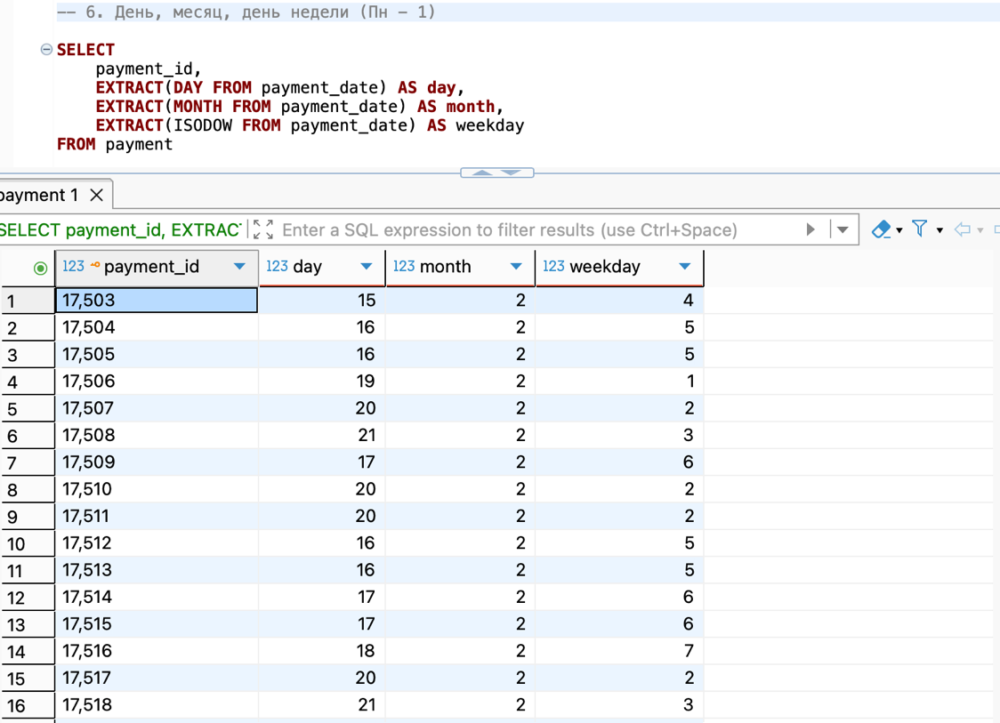 -- 6. День, месяц, день недели (Пн - 1)
SELECT
payment_id,
EXTRACT(DAY FROM payment_date) AS day,
EXTRACT(MONTH FROM payment_date) AS month,
EXTRACT(ISODOW FROM payment_date) AS weekday
FROM payment
payment 1
SELECT payment_id, EXTRACT Enter a SQL expression to filter results (use Ctrl+Space)
123 payment_id 123 day 123 month 123 weekday
1 17,503 15 2 4
2 17,504 16 2 5
3 17,505 16 2 5
4 17,506 19 2 1
5 17,507 20 2 2
6 17,508 21 2 3
7 17,509 17 2 6
8 17,510 20 2 2
9 17,511 20 2 2
10 17,512 16 2 5
11 17,513 16 2 5
12 17,514 17 2 6
13 17,515 17 2 6
14 17,516 18 2 7
15 17,517 20 2 2
16 17,518 21 2 3